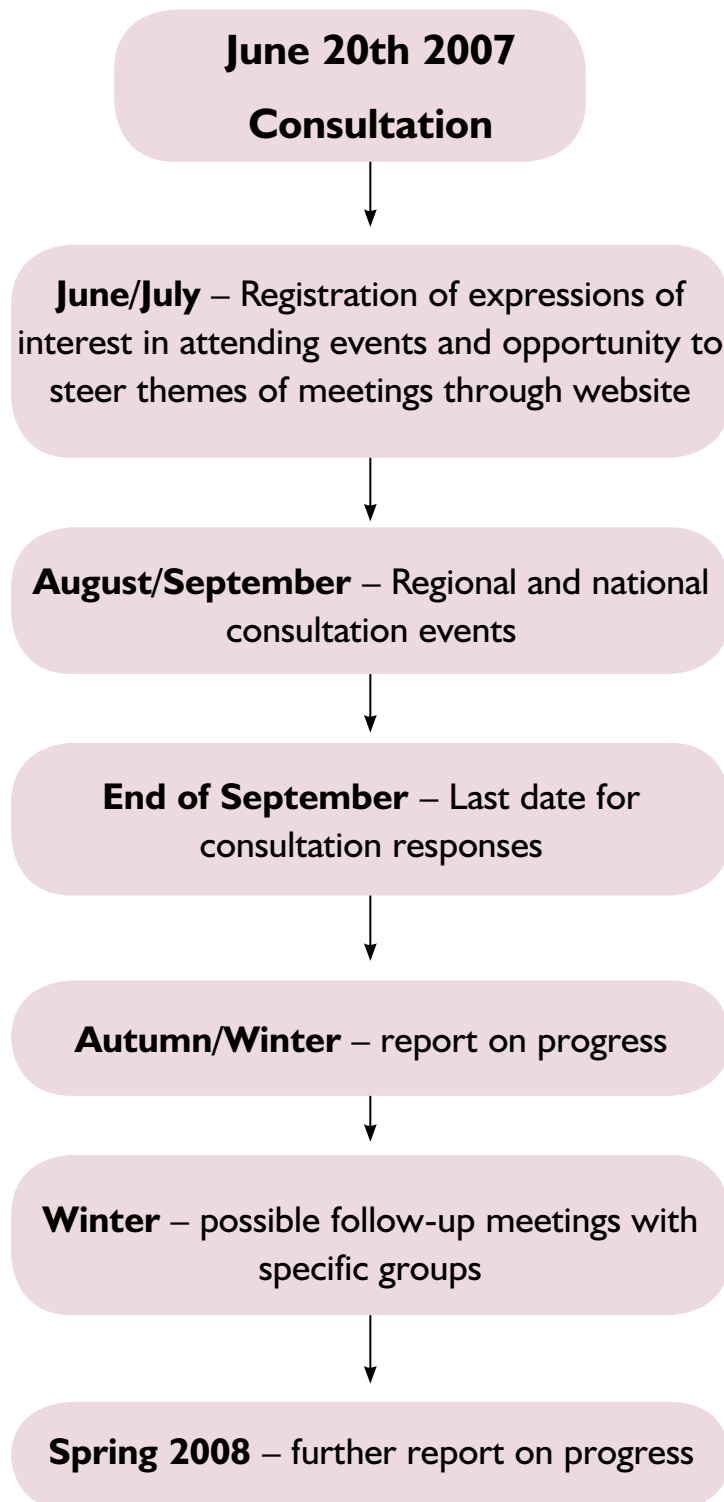 June 20th 2007
Consultation
June/July – Registration of expressions of
interest in attending events and opportunity to
steer themes of meetings through website
August/September – Regional and national
consultation events
End of September – Last date for
consultation responses
Autumn/Winter – report on progress
Winter – possible follow-up meetings with
specific groups
Spring 2008 – further report on progress